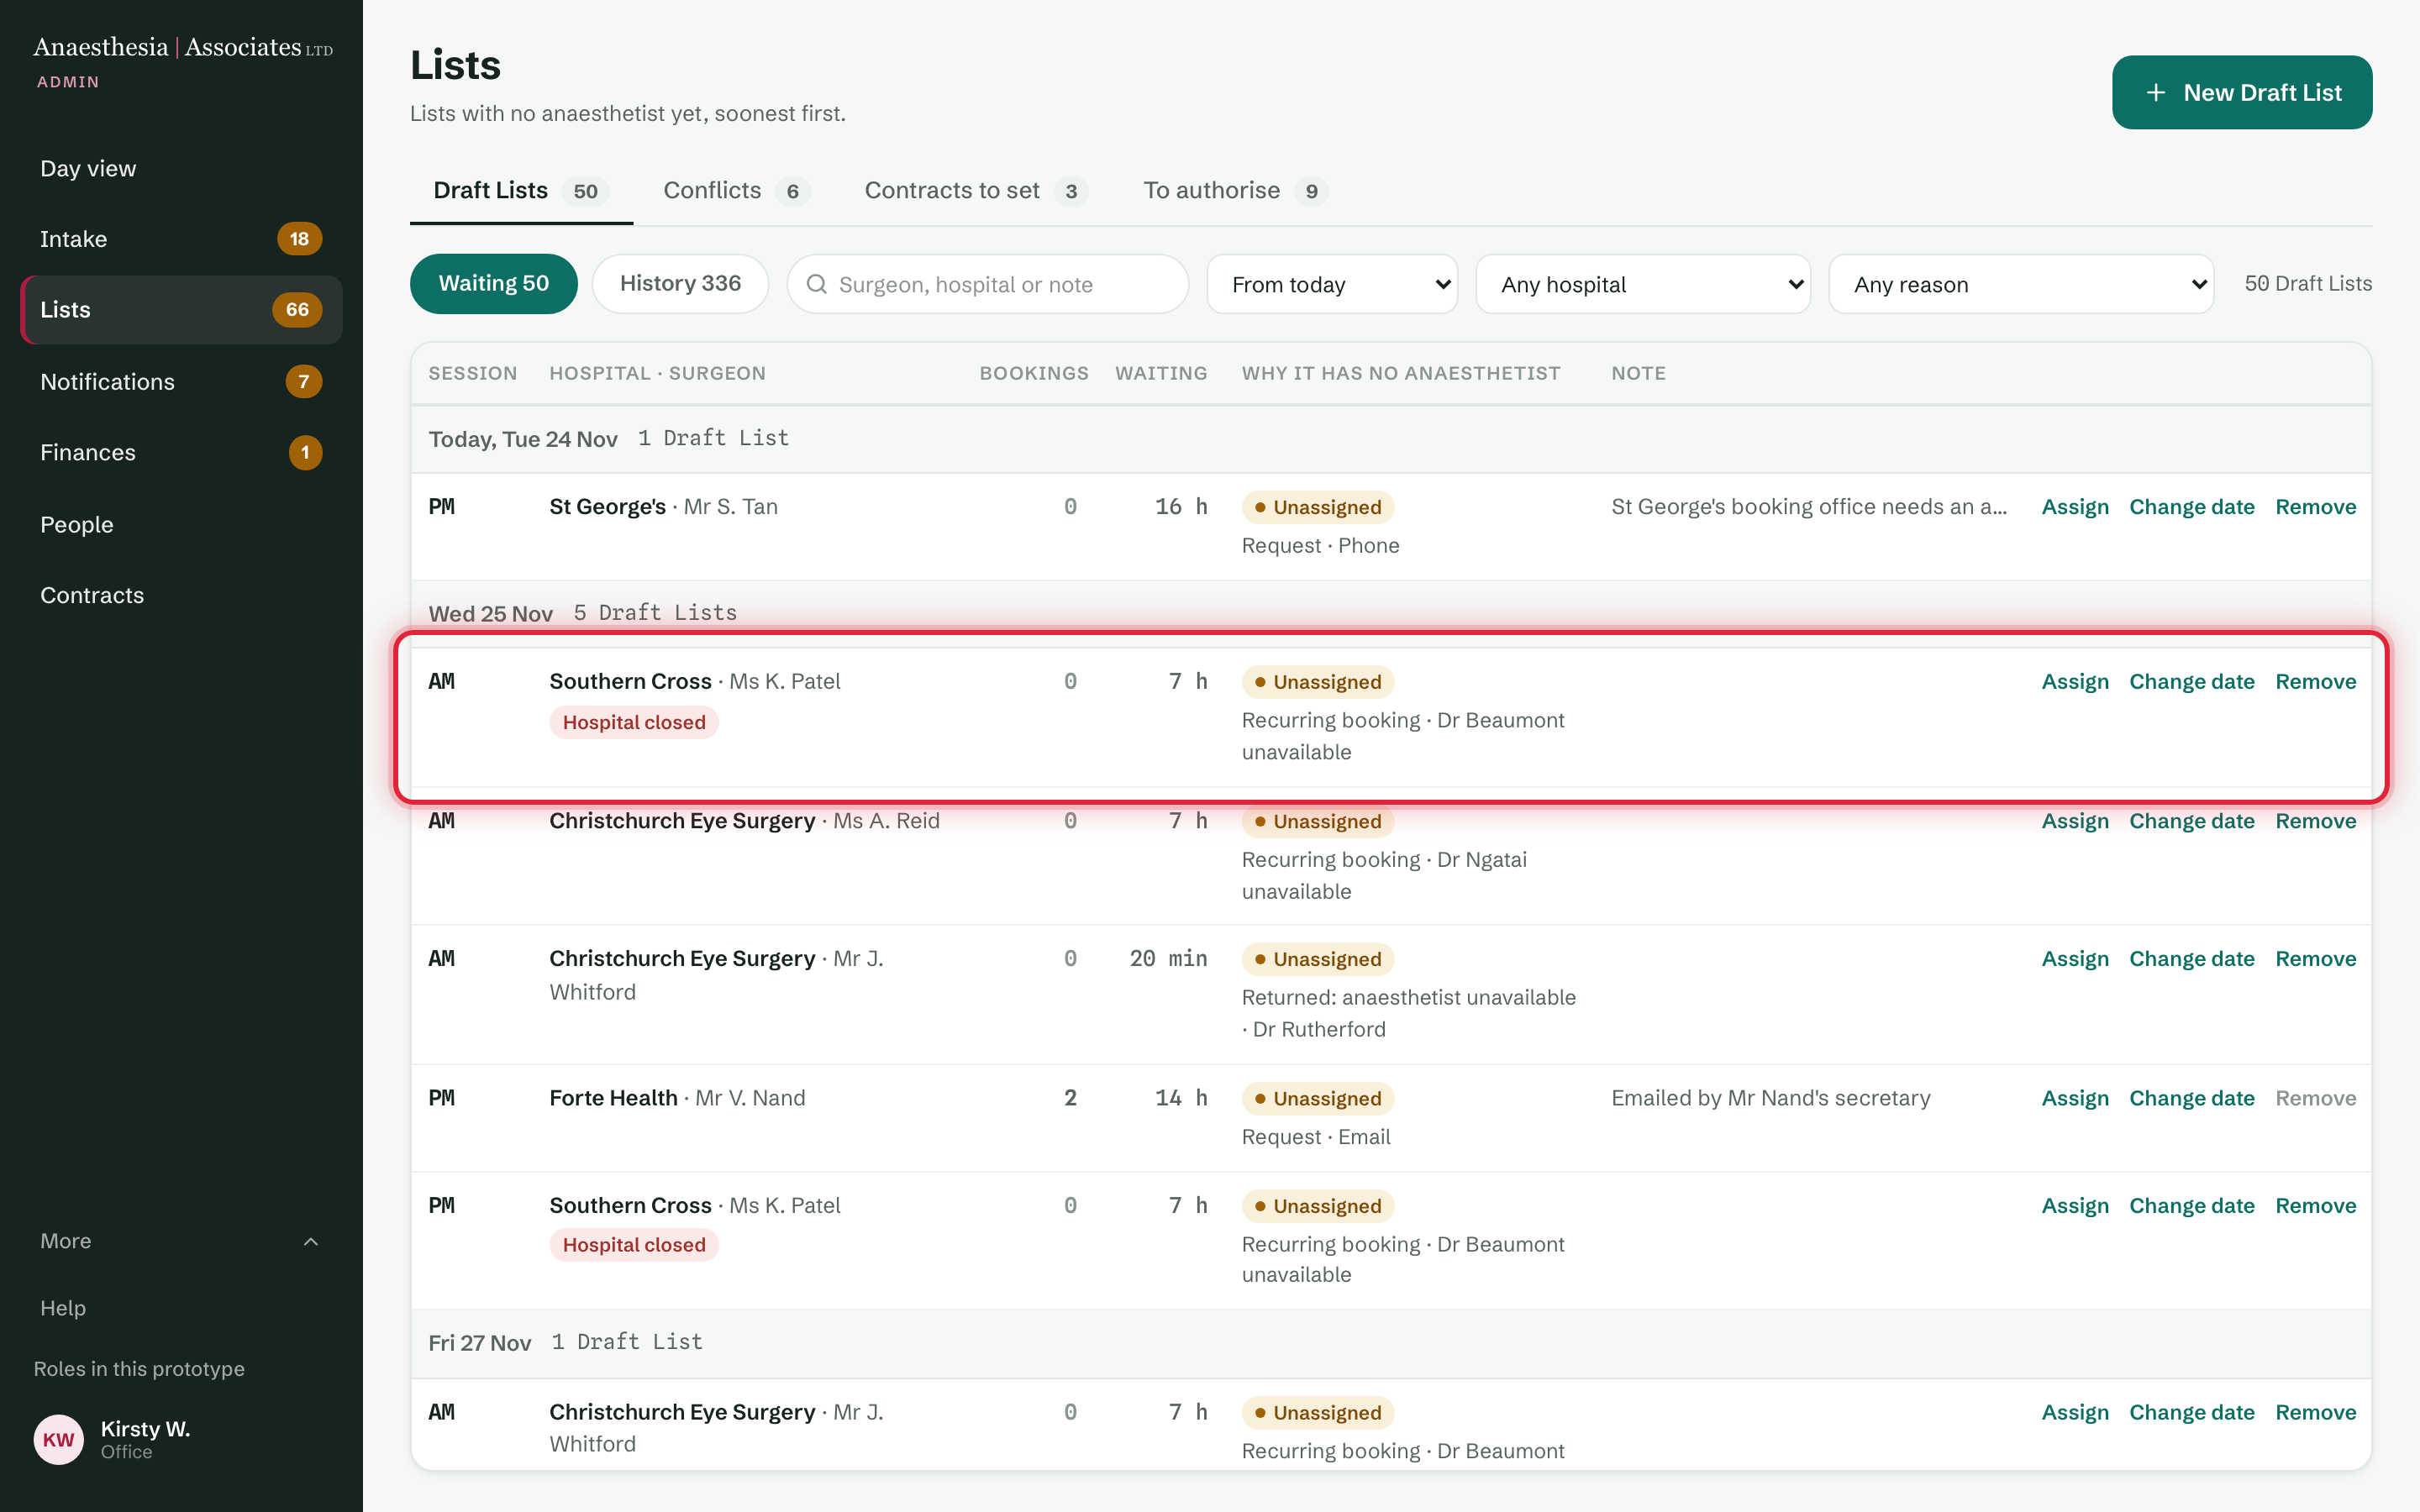 Anaesthesia | Associates LTD
ADMIN
Day view
Intake 18
Lists 66
Notifications 7
Finances 1
People
Contracts
More
Help
Roles in this prototype
KW
Kirsty W.
Office
Lists
Lists with no anaesthetist yet, soonest first.
+ New Draft List
Draft Lists 50 Conflicts 6 Contracts to set 3 To authorise 9
Waiting 50 History 336 Surgeon, hospital or note From today Any hospital Any reason 50 Draft Lists
SESSION HOSPITAL · SURGEON BOOKINGS WAITING WHY IT HAS NO ANAESTHETIST NOTE
Today, Tue 24 Nov 1 Draft List
PM St George's · Mr S. Tan 0 16 h Unassigned St George's booking office needs an a... Assign Change date Remove
Request · Phone
Wed 25 Nov 5 Draft Lists
AM Southern Cross · Ms K. Patel 0 7 h Unassigned Assign Change date Remove
Hospital closed Recurring booking · Dr Beaumont
unavailable
AM Christchurch Eye Surgery · Ms A. Reid 0 7 h Unassigned Assign Change date Remove
Recurring booking · Dr Ngatai
unavailable
AM Christchurch Eye Surgery · Mr J. 0 20 min Unassigned Assign Change date Remove
Whitford Returned: anaesthetist unavailable
· Dr Rutherford
PM Forte Health · Mr V. Nand 2 14 h Unassigned Emailed by Mr Nand's secretary Assign Change date Remove
Request · Email
PM Southern Cross · Ms K. Patel 0 7 h Unassigned Assign Change date Remove
Hospital closed Recurring booking · Dr Beaumont
unavailable
Fri 27 Nov 1 Draft List
AM Christchurch Eye Surgery · Mr J. 0 7 h Unassigned Assign Change date Remove
Whitford Recurring booking · Dr Beaumont